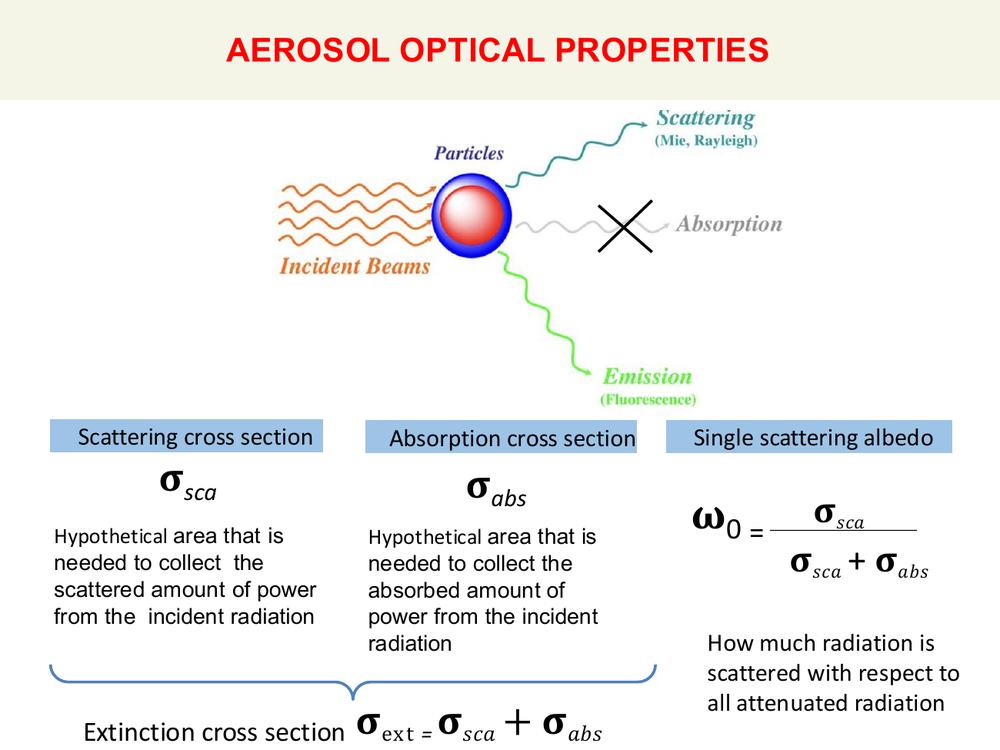 AEROSOL OPTICAL PROPERTIES
Scattering
(Mie, Rayleigh)
Particles
Absorption
Incident Beams
Emission
(Fluorescence)
Scattering cross section
σsca
Hypothetical area that is
needed to collect the
scattered amount of power
from the incident radiation
Absorption cross section
σabs
Hypothetical area that is
needed to collect the
absorbed amount of
power from the incident
radiation
Single scattering albedo
ω0 = σsca
σsca + σabs
How much radiation is
scattered with respect to
all attenuated radiation
Extinction cross section σext = σsca + σabs